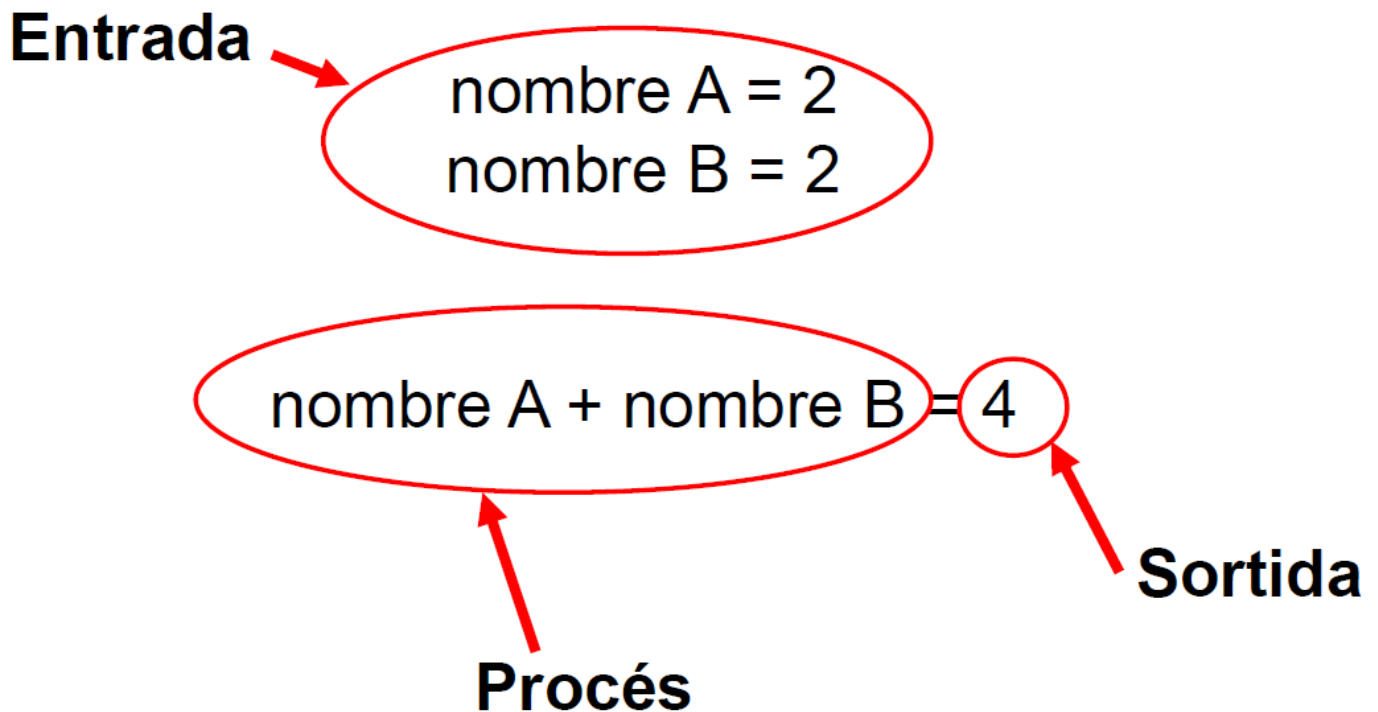 Entrada
nombre A = 2
nombre B = 2
nombre A + nombre B = 4
Sortida
Procés